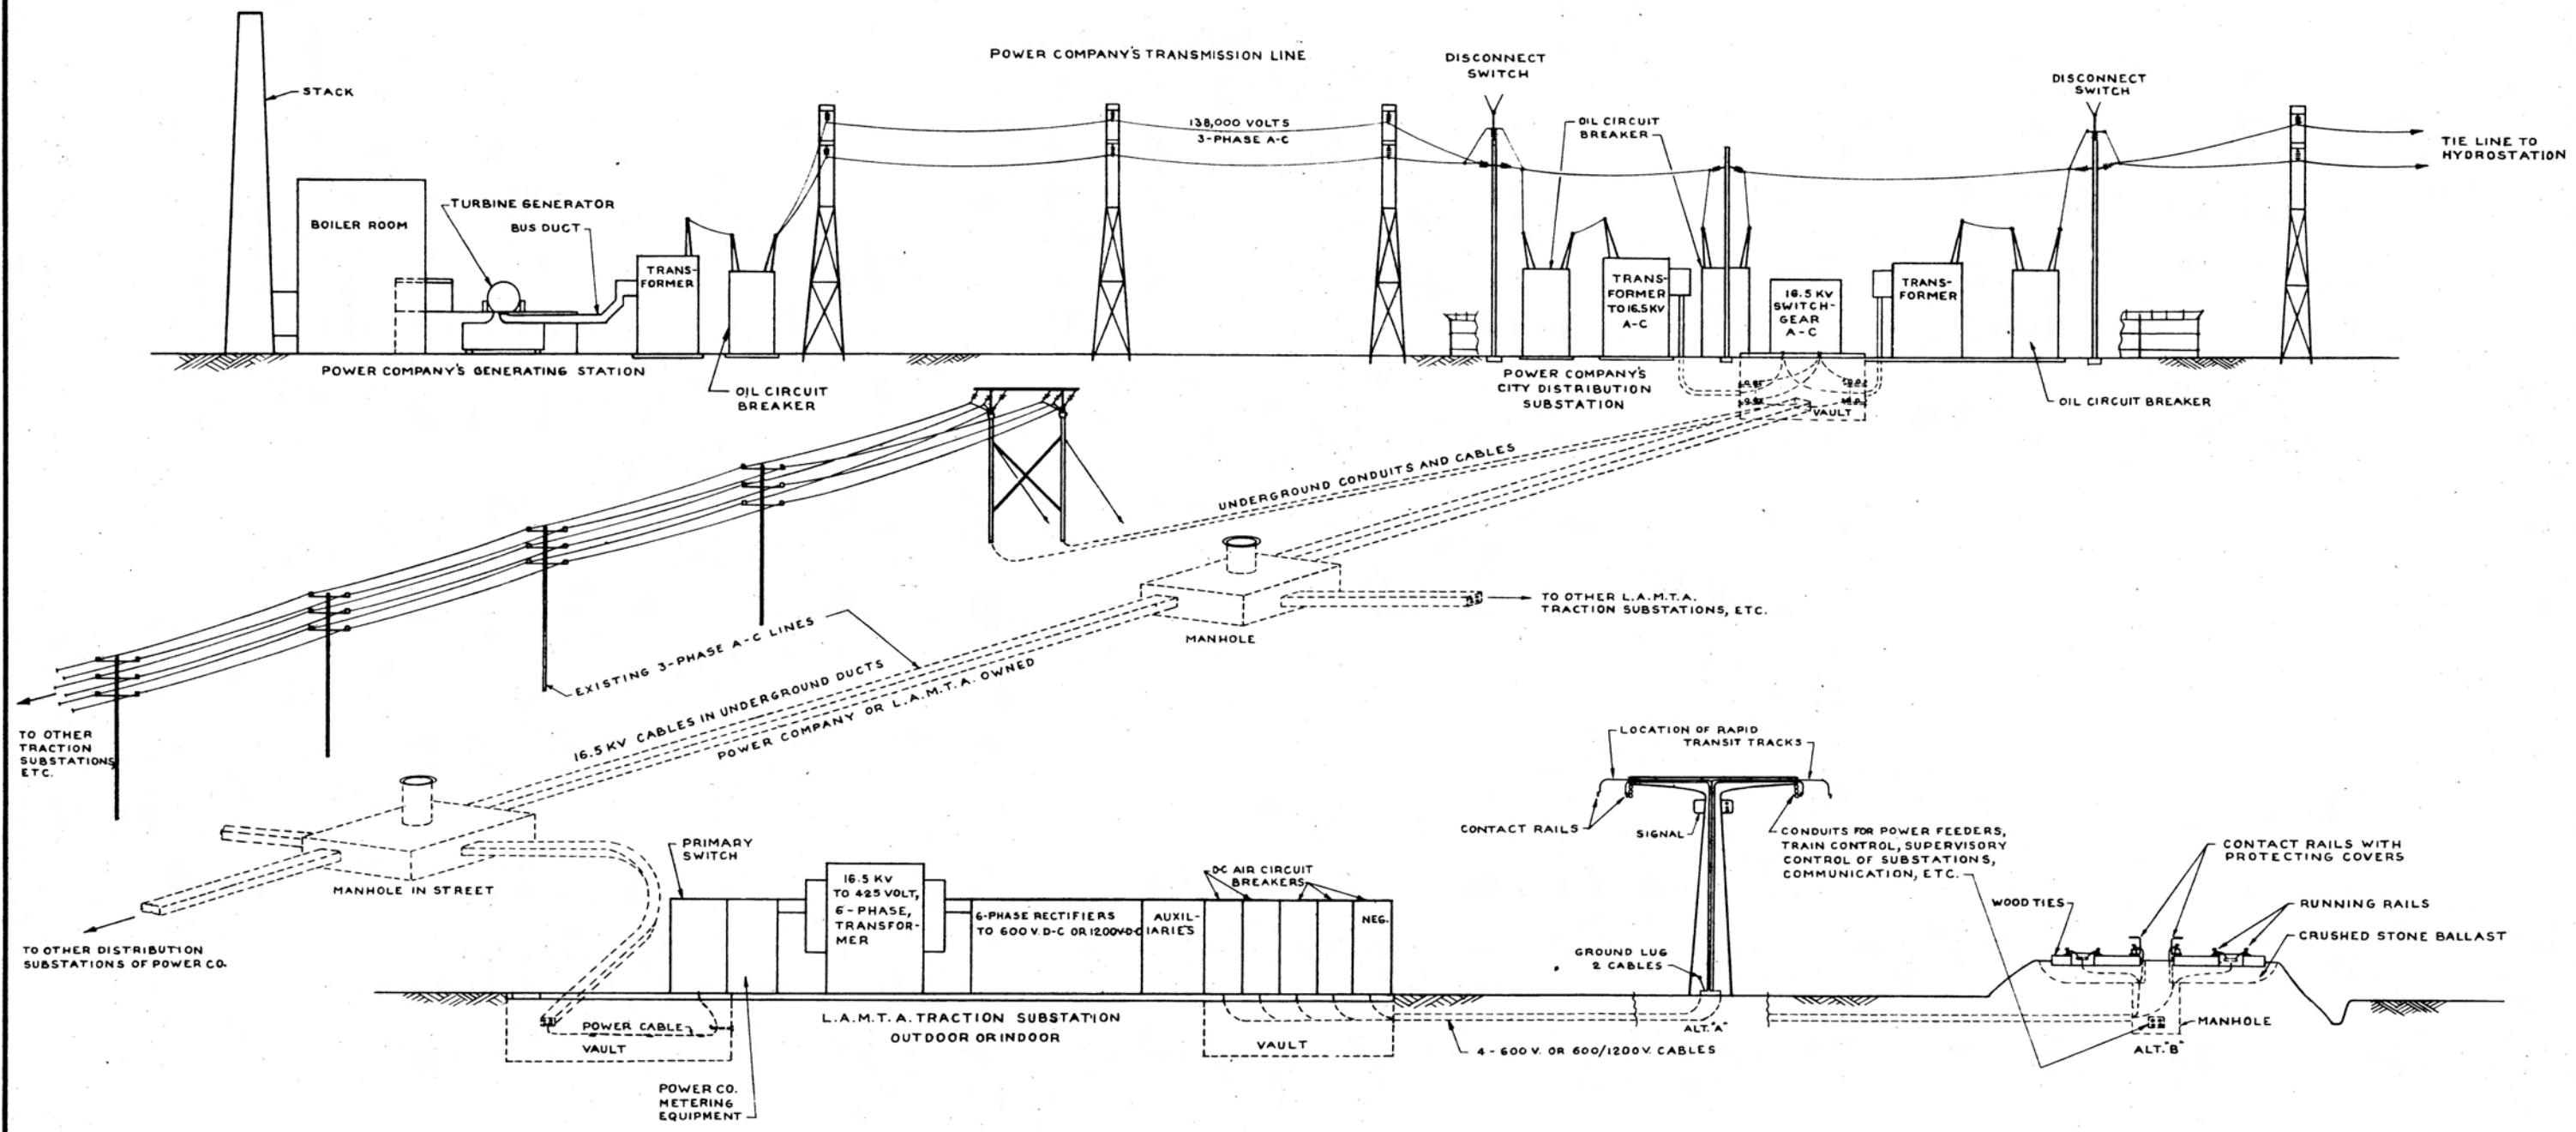 POWER COMPANY'S TRANSMISSION LINE
DISCONNECT
SWITCH
DISCONNECT
SWITCH
STACK
138,000 VOLTS
3-PHASE A-C
OIL CIRCUIT
BREAKER
TIE LINE TO
HYDROSTATION
TURBINE GENERATOR
BOILER ROOM
BUS DUCT
TRANS-
FORMER
TRANS-
FORMER
TO 16.5KV
A-C
16.5 KV
SWITCH-
GEAR
A-C
TRANS-
FORMER
POWER COMPANY'S GENERATING STATION
OIL CIRCUIT
BREAKER
POWER COMPANY'S
CITY DISTRIBUTION
SUBSTATION
VAULT
OIL CIRCUIT BREAKER
UNDERGROUND CONDUITS AND CABLES
TO OTHER L.A.M.T.A.
TRACTION SUBSTATIONS, ETC.
MANHOLE
EXISTING 3-PHASE A-C LINES
16.5 KV CABLES IN UNDERGROUND DUCTS
POWER COMPANY OR L.A.M.T.A. OWNED
TO OTHER
TRACTION
SUBSTATIONS
ETC.
LOCATION OF RAPID
TRANSIT TRACKS
CONTACT RAILS
SIGNAL
CONDUITS FOR POWER FEEDERS,
TRAIN CONTROL, SUPERVISORY
CONTROL OF SUBSTATIONS,
COMMUNICATION, ETC.
CONTACT RAILS WITH
PROTECTING COVERS
WOOD TIES
RUNNING RAILS
CRUSHED STONE BALLAST
MANHOLE IN STREET
TO OTHER DISTRIBUTION
SUBSTATIONS OF POWER CO.
PRIMARY
SWITCH
16.5 KV
TO 425 VOLT,
6-PHASE,
TRANSFOR-
MER
6-PHASE RECTIFIERS
TO 600 V. D-C OR 1200V-D-C
AUXIL-
IARIES
DC AIR CIRCUIT
BREAKERS
NEG.
GROUND LUG
2 CABLES
POWER CABLE
VAULT
L.A.M.T.A. TRACTION SUBSTATION
OUTDOOR OR INDOOR
VAULT
4-600 V. OR 600/1200 V. CABLES
ALT. "A"
MANHOLE
ALT. "B"
POWER CO.
METERING
EQUIPMENT